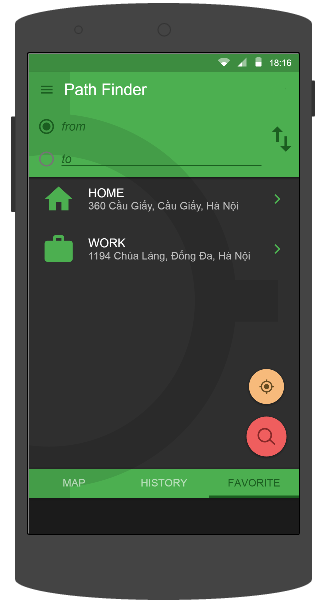 18:16
Path Finder
from
to
HOME
360 Cầu Giấy, Cầu Giấy, Hà Nội
WORK
1194 Chùa Láng, Đống Đa, Hà Nội
MAP HISTORY FAVORITE